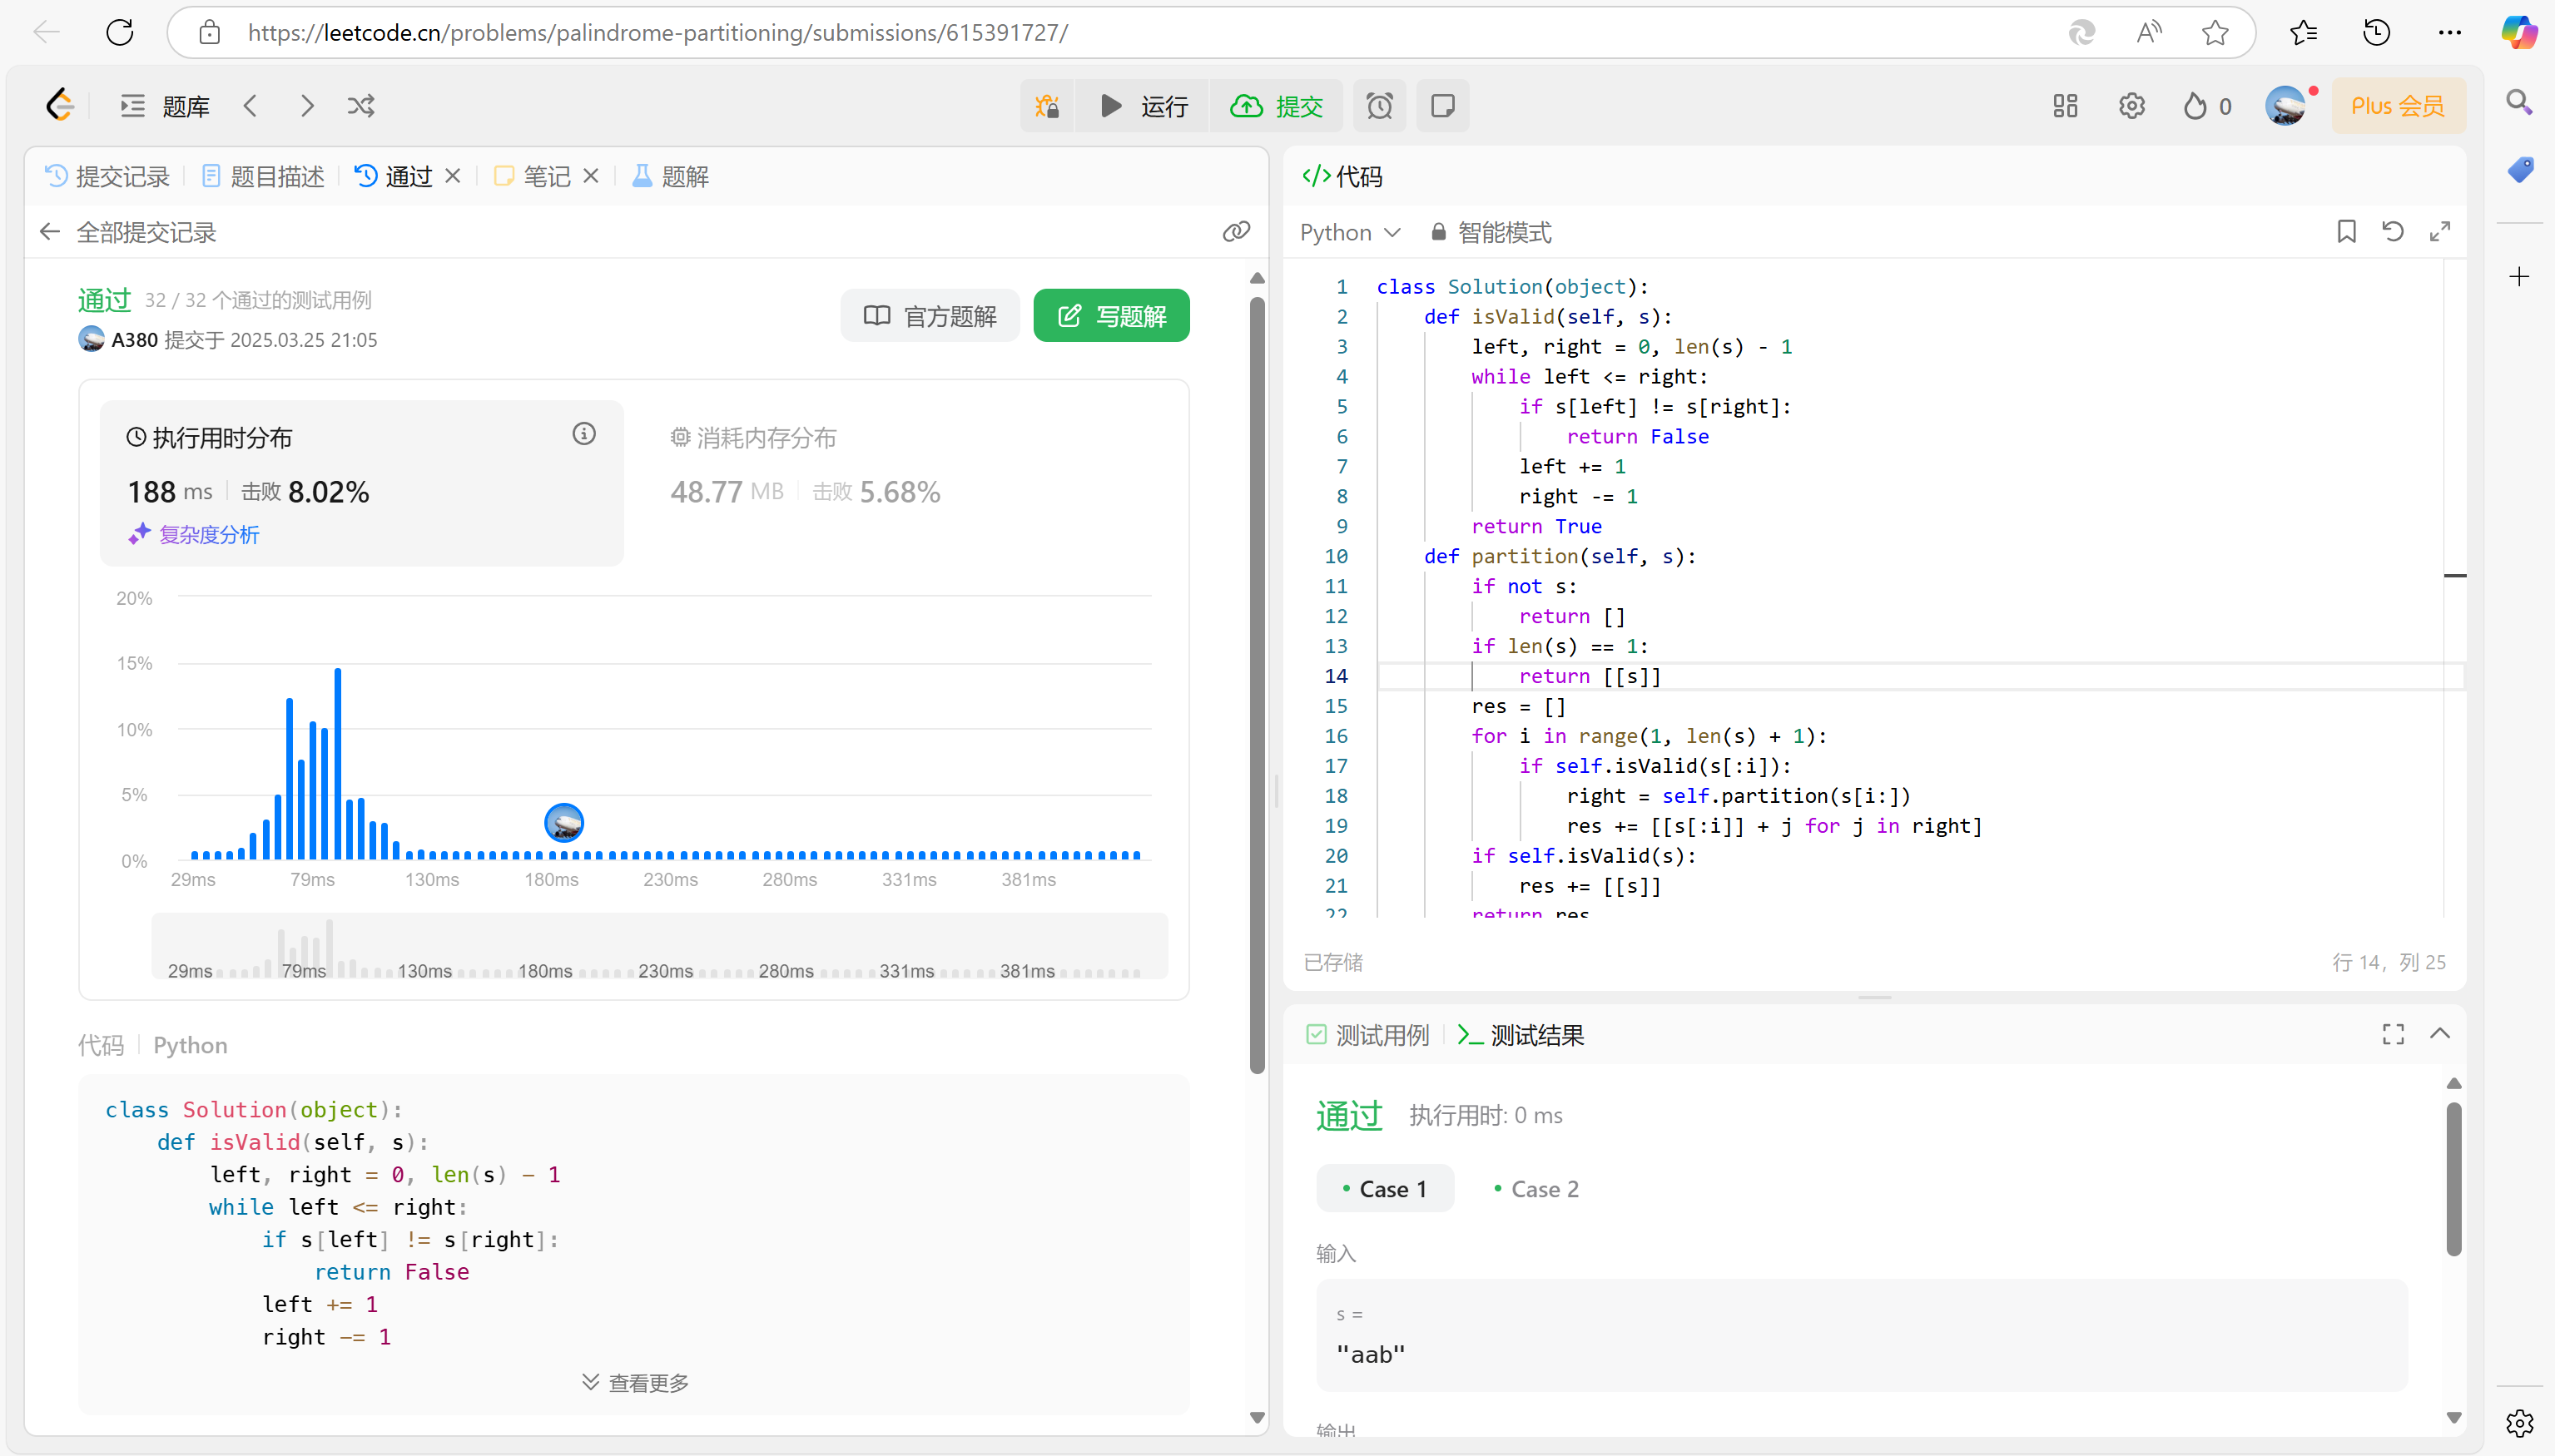 https://leetcode.cn/problems/palindrome-partitioning/submissions/615391727/
题库
运行
提交
0
Plus 会员
提交记录
题目描述
通过
笔记
题解
全部提交记录
通过 32 / 32 个通过的测试用例
A380 提交于 2025.03.25 21:05
官方题解
写题解
执行用时分布
188 ms 击败 8.02%
复杂度分析
消耗内存分布
48.77 MB 击败 5.68%
20%
15%
10%
5%
0%
29ms 79ms 130ms 180ms 230ms 280ms 331ms 381ms
29ms 79ms 130ms 180ms 230ms 280ms 331ms 381ms
代码 Python
class Solution(object):
    def isValid(self, s):
        left, right = 0, len(s) - 1
        while left <= right:
            if s[left] != s[right]:
                return False
            left += 1
            right -= 1
查看更多
</> 代码
Python 智能模式
1 class Solution(object):
2     def isValid(self, s):
3         left, right = 0, len(s) - 1
4         while left <= right:
5             if s[left] != s[right]:
6                 return False
7             left += 1
8             right -= 1
9         return True
10     def partition(self, s):
11         if not s:
12             return []
13         if len(s) == 1:
14             return [[s]]
15         res = []
16         for i in range(1, len(s) + 1):
17             if self.isValid(s[:i]):
18                 right = self.partition(s[i:])
19                 res += [[s[:i]] + j for j in right]
20         if self.isValid(s):
21             res += [[s]]
22         return res
已存储
行 14，列 25
测试用例
测试结果
通过 执行用时: 0 ms
Case 1
Case 2
输入
s =
"aab"
输出